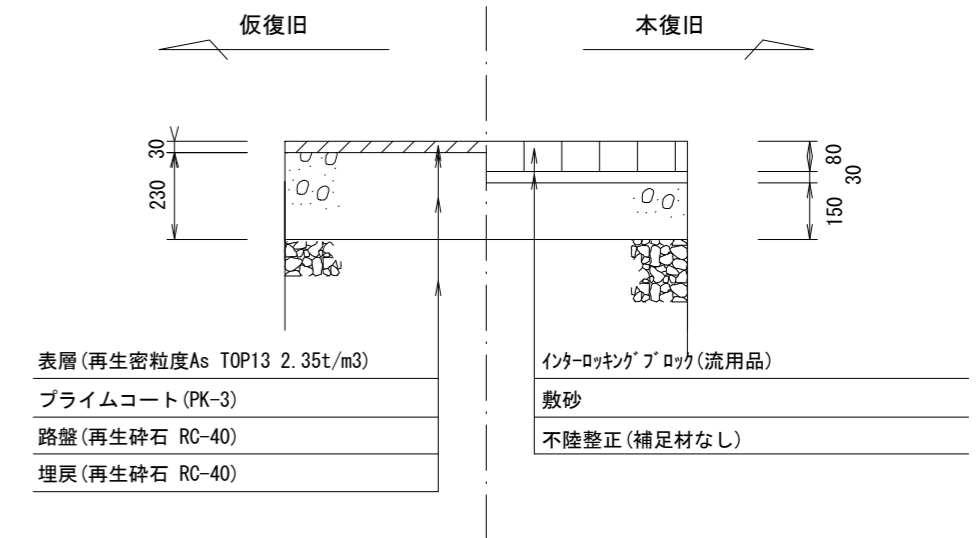 仮復旧
本復旧
30
230
80
30
150
表層(再生密粒度As TOP13 2.35t/m3)
プライムコート(PK-3)
路盤(再生砕石 RC-40)
埋戻(再生砕石 RC-40)
ｲﾝﾀｰﾛｯｷﾝｸﾞﾌﾞﾛｯｸ(流用品)
敷砂
不陸整正(補足材なし)